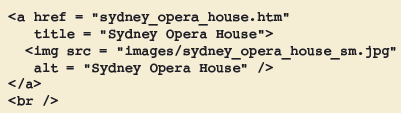 <a href = "sydney_opera_house.htm"
title = "Sydney Opera House">
<img src = "images/sydney_opera_house_sm.jpg"
alt = "Sydney Opera House" />
</a>
<br />